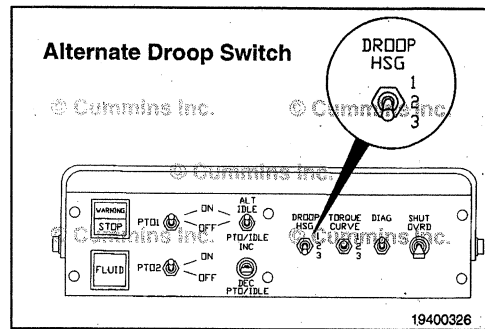 Alternate Droop Switch
DROOP
HSG
1
2
3
© Cummins Inc.
© Cummins Inc.
© Cummins Inc.
WARNING
STOP
FLUID
PTO1
ON
OFF
PTO2
ON
OFF
ALT
IDLE
PTO/IDLE
INC
DEC
PTO/IDLE
DROOP
HSG
1
2
3
TORQUE
CURVE
1
2
3
DIAG
SHUT
OVRD
© Cummins Inc.
© Cummins Inc.
19400326